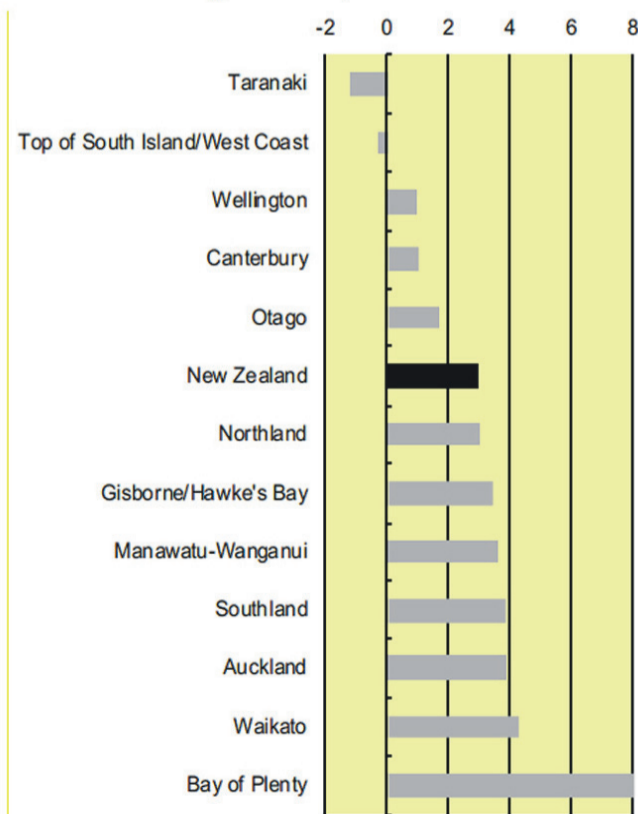 -2 0 2 4 6 8
Taranaki
Top of South Island/West Coast
Wellington
Canterbury
Otago
New Zealand
Northland
Gisborne/Hawke's Bay
Manawatu-Wanganui
Southland
Auckland
Waikato
Bay of Plenty